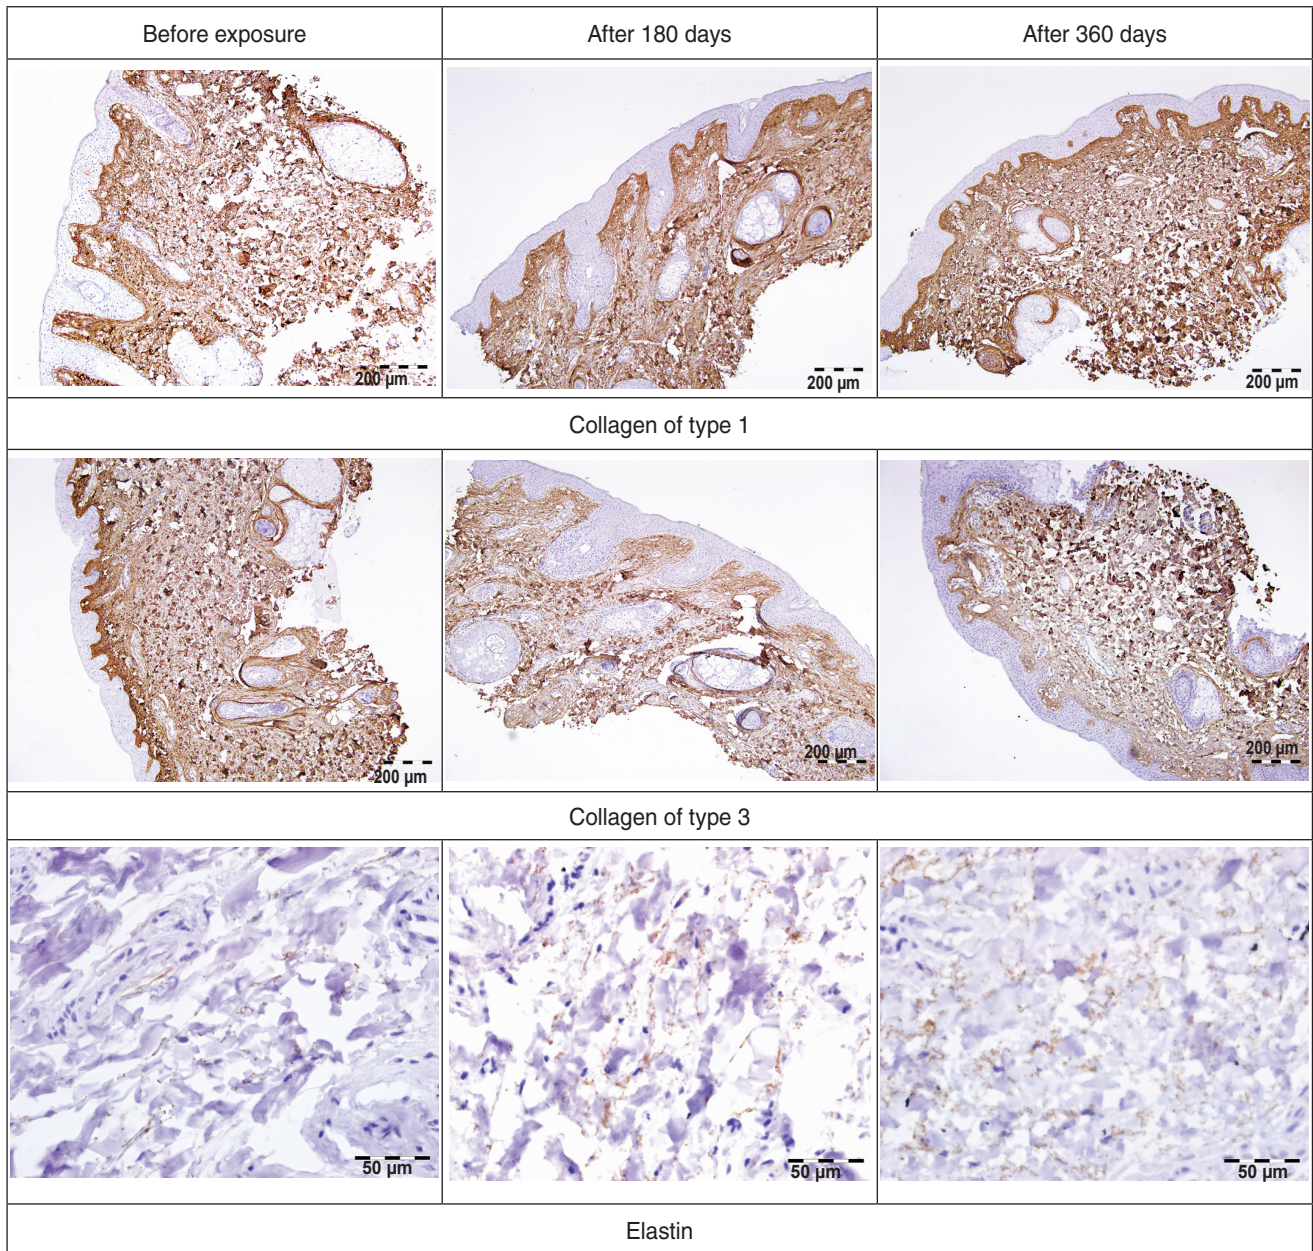 Before exposure
After 180 days
After 360 days
200 µm
200 µm
200 µm
Collagen of type 1
200 µm
200 µm
200 µm
Collagen of type 3
50 µm
50 µm
50 µm
Elastin